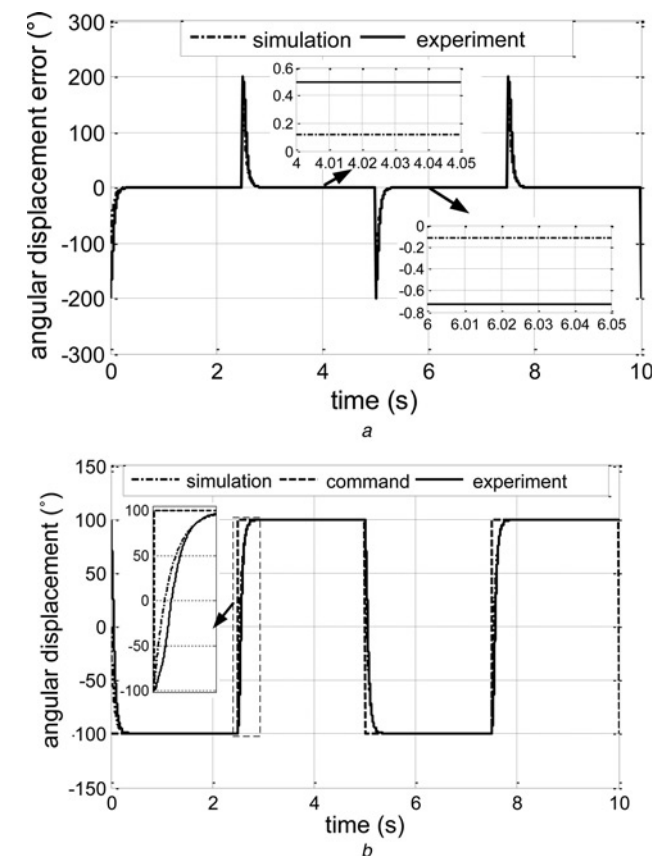 300
simulation experiment
200
100
0
-100
-200
-300
angular displacement error (°)
0.6
0.4
0.2
0
4 4.01 4.02 4.03 4.04 4.05
0
-0.2
-0.4
-0.6
-0.8
6 6.01 6.02 6.03 6.04 6.05
0 2 4 6 8 10
time (s)
a
150
simulation command experiment
100
50
0
-50
-100
-150
angular displacement (°)
100
50
0
-50
-100
0 2 4 6 8 10
time (s)
b